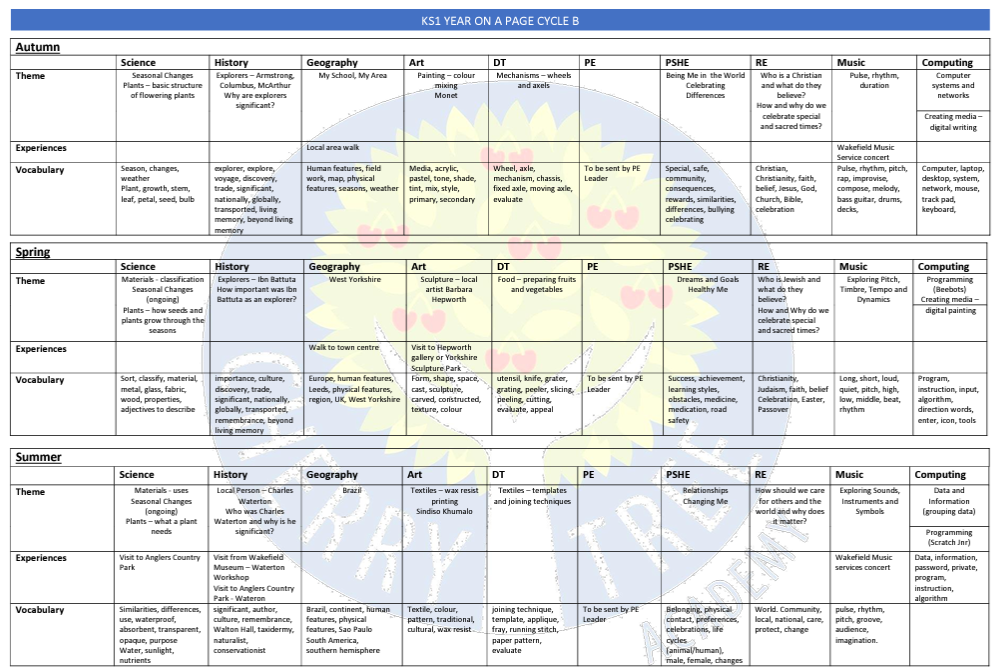 KS1 YEAR ON A PAGE CYCLE B
Autumn
Science History Geography Art DT PE PSHE RE Music Computing
Theme
Seasonal Changes
Plants – basic structure
of flowering plants
Explorers – Armstrong,
Columbus, McArthur
Why are explorers
significant?
My School, My Area
Painting – colour
mixing
Monet
Mechanisms – wheels
and axels
Being Me in the World
Celebrating
Differences
Who is a Christian
and what do they
believe?
How and why do we
celebrate special
and sacred times?
Pulse, rhythm,
duration
Computer
systems and
networks
Creating media –
digital writing
Experiences
Local area walk
Wakefield Music
Service concert
Vocabulary
Season, changes,
weather
Plant, growth, stem,
leaf, petal, seed, bulb
explorer, explore,
voyage, discovery,
trade, significant,
nationally, globally,
transported, living
memory, beyond living
memory
Human features, field
work, map, physical
features, seasons, weather
Media, acrylic,
pastel, tone, shade,
tint, mix, style,
primary, secondary
Wheel, axle,
mechanism, chassis,
fixed axle, moving axle,
evaluate
To be sent by PE
Leader
Special, safe,
community,
consequences,
rewards, similarities,
differences, bullying
celebrating
Christian,
Christianity, faith,
belief, Jesus, God,
Church, Bible,
celebration
Pulse, rhythm, pitch,
rap, improvise,
compose, melody,
bass guitar, drums,
decks,
Computer, laptop,
desktop, system,
network, mouse,
track pad,
keyboard,
Spring
Science History Geography Art DT PE PSHE RE Music Computing
Theme
Materials - classification
Seasonal Changes
(ongoing)
Plants – how seeds and
plants grow through the
seasons
Explorers – Ibn Battuta
How important was Ibn
Battuta as an explorer?
West Yorkshire
Sculpture – local
artist Barbara
Hepworth
Food – preparing fruits
and vegetables
Dreams and Goals
Healthy Me
Who is Jewish and
what do they
believe?
How and Why do we
celebrate special
and sacred times?
Exploring Pitch,
Timbre, Tempo and
Dynamics
Programming
(Beebots)
Creating media –
digital painting
Experiences
Walk to town centre
Visit to Hepworth
gallery or Yorkshire
Sculpture Park
Vocabulary
Sort, classify, material,
metal, glass, fabric,
wood, properties,
adjectives to describe
importance, culture,
discovery, trade,
significant, nationally,
globally, transported,
remembrance, beyond
living memory
Europe, human features,
Leeds, physical features,
region, UK, West Yorkshire
Form, shape, space,
cast, sculpture,
carved, constructed,
texture, colour
utensil, knife, grater,
grating, peeler, slicing,
peeling, cutting,
evaluate, appeal
To be sent by PE
Leader
Success, achievement,
learning styles,
obstacles, medicine,
medication, road
safety
Christianity,
Judaism, faith, belief
Celebration, Easter,
Passover
Long, short, loud,
quiet, pitch, high,
low, middle, beat,
rhythm
Program,
instruction, input,
algorithm,
direction words,
enter, icon, tools
Summer
Science History Geography Art DT PE PSHE RE Music Computing
Theme
Materials - uses
Seasonal Changes
(ongoing)
Plants – what a plant
needs
Local Person – Charles
Waterton
Who was Charles
Waterton and why is he
significant?
Brazil
Textiles – wax resist
printing
Sindiso Khumalo
Textiles – templates
and joining techniques
Relationships
Changing Me
How should we care
for others and the
world and why does
it matter?
Exploring Sounds,
Instruments and
Symbols
Data and
Information
(grouping data)
Programming
(Scratch Jnr)
Experiences
Visit to Anglers Country
Park
Visit from Wakefield
Museum – Waterton
Workshop
Visit to Anglers Country
Park - Wateron
Wakefield Music
services concert
Data, information,
password, private,
program,
instruction,
algorithm
Vocabulary
Similarities, differences,
use, waterproof,
absorbent, transparent,
opaque, purpose
Water, sunlight,
nutrients
significant, author,
culture, remembrance,
Walton Hall, taxidermy,
naturalist,
conservationist
Brazil, continent, human
features, physical
features, Sao Paulo
South America,
southern hemisphere
Textile, colour,
pattern, traditional,
cultural, wax resist
joining technique,
template, applique,
fray, running stitch,
paper pattern,
evaluate
To be sent by PE
Leader
Belonging, physical
contact, preferences,
celebrations, life
cycles
(animal/human),
male, female, changes
World. Community,
local, national, care,
protect, change
pulse, rhythm,
pitch, groove,
audience,
imagination.
CHERRY TREE
ACADEMY